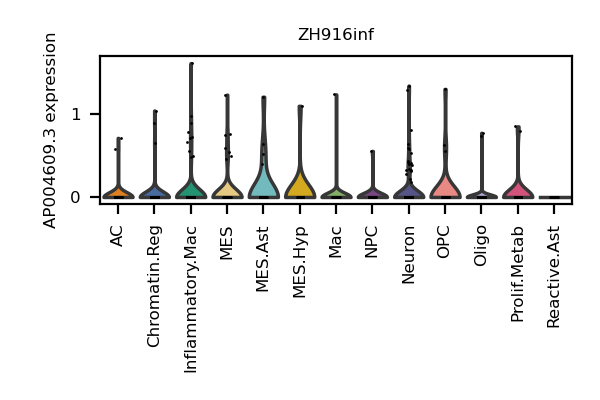 ZH916inf
AP004609.3 expression
1
0
AC
Chromatin.Reg
Inflammatory.Mac
MES
MES.Ast
MES.Hyp
Mac
NPC
Neuron
OPC
Oligo
Prolif.Metab
Reactive.Ast